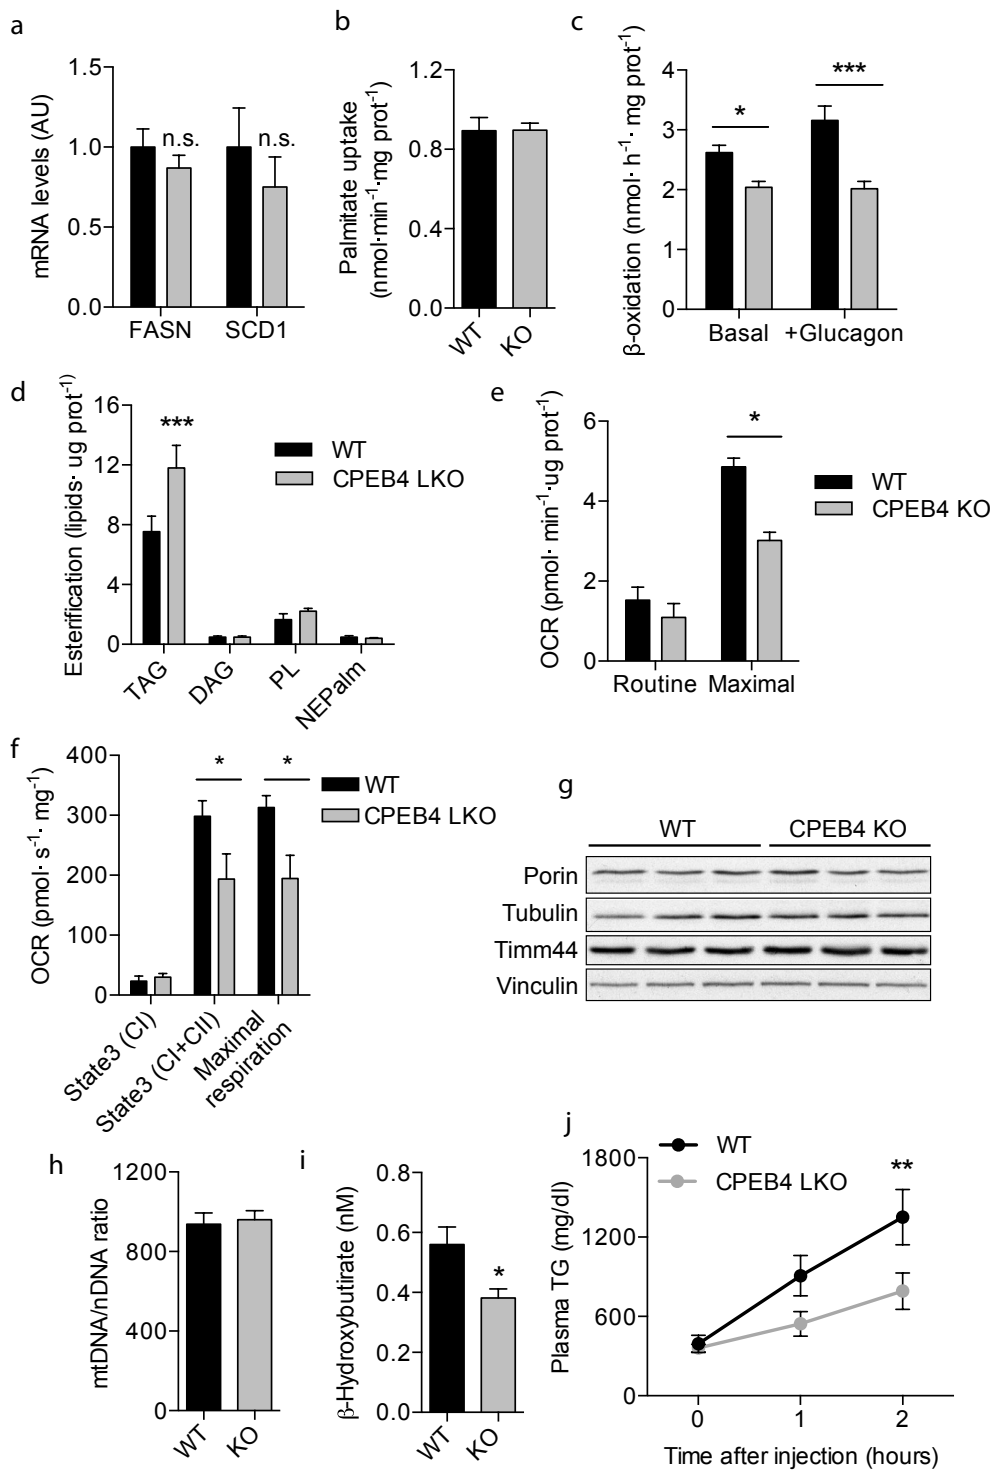 a
mRNA levels (AU)
1.5
1.0
0.5
0.0
n.s.
n.s.
FASN
SCD1
b
Palmitate uptake
(nmol·min-1·mg prot-1)
1.2
0.8
0.4
0.0
WT
KO
c
β-oxidation (nmol· h-1· mg prot-1)
4
3
2
1
0
*
***
Basal
+Glucagon
d
Esterification (lipids· ug prot-1)
16
12
8
4
0
***
TAG
DAG
PL
NEPalm
WT
CPEB4 LKO
e
OCR (pmol· min-1·ug prot-1)
6
4
2
0
*
Routine
Maximal
WT
CPEB4 KO
f
OCR (pmol· s-1· mg-1)
400
300
200
100
0
*
*
State3 (CI)
State3 (CI+CII)
Maximal
respiration
WT
CPEB4 LKO
g
WT
CPEB4 KO
Porin
Tubulin
Timm44
Vinculin
h
mtDNA/nDNA ratio
1200
800
400
0
WT
KO
i
β-Hydroxybutirate (nM)
0.8
0.6
0.4
0.2
0.0
*
WT
KO
j
WT
CPEB4 LKO
Plasma TG (mg/dl)
1800
1200
600
0
**
0
1
2
Time after injection (hours)